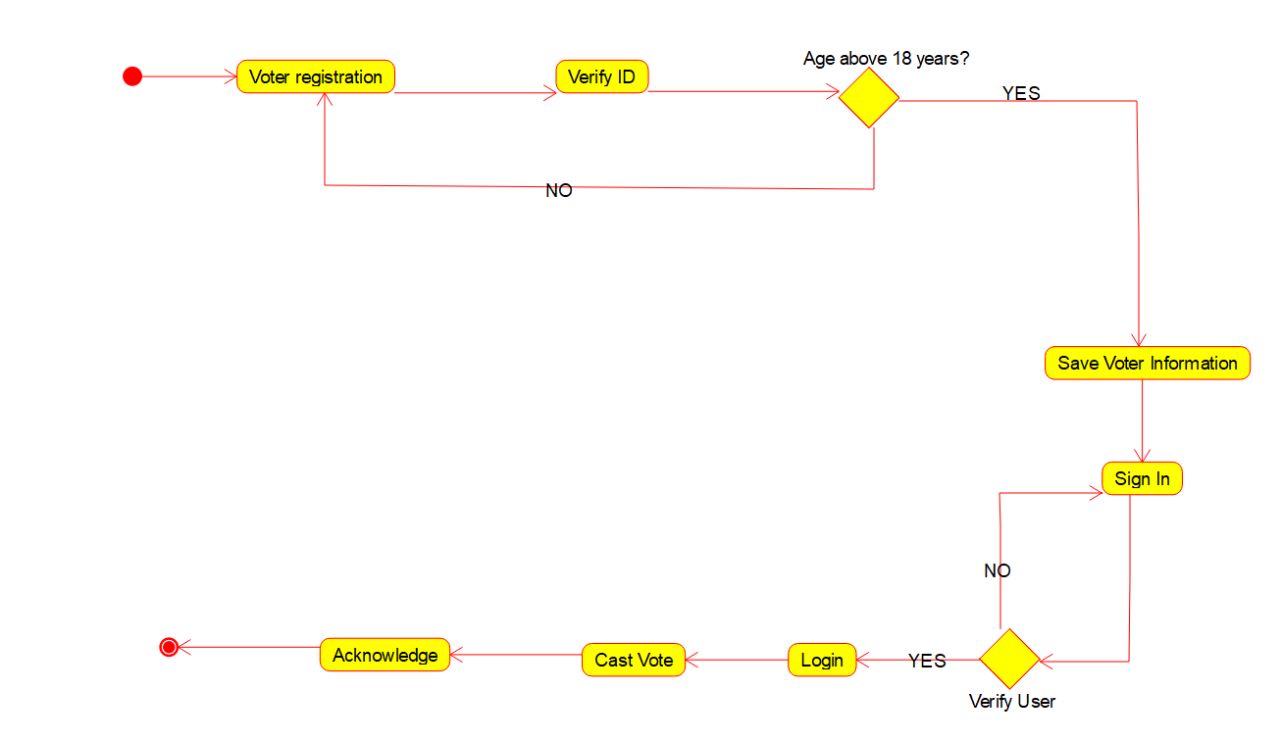 Age above 18 years?
Voter registration
Verify ID
YES
NO
Save Voter Information
Sign In
NO
Acknowledge
Cast Vote
Login
YES
Verify User